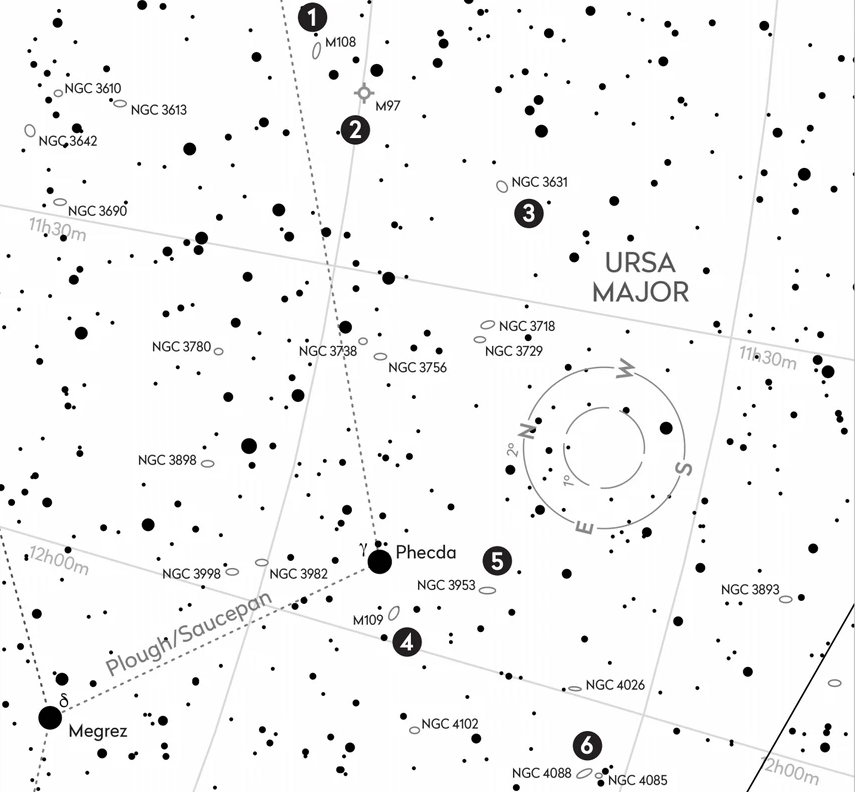 1
M108
NGC 3610
M97
NGC 3613
2
NGC 3642
NGC 3631
NGC 3690
3
11h30m
URSA
MAJOR
NGC 3718
NGC 3780
NGC 3738
NGC 3729
11h30m
NGC 3756
W
N
2°
S
1°
E
NGC 3898
γ
Phecda
5
12h00m
NGC 3998
NGC 3982
NGC 3953
NGC 3893
M109
Plough/Saucepan
4
NGC 4026
δ
Megrez
NGC 4102
6
2h00m
NGC 4088
NGC 4085